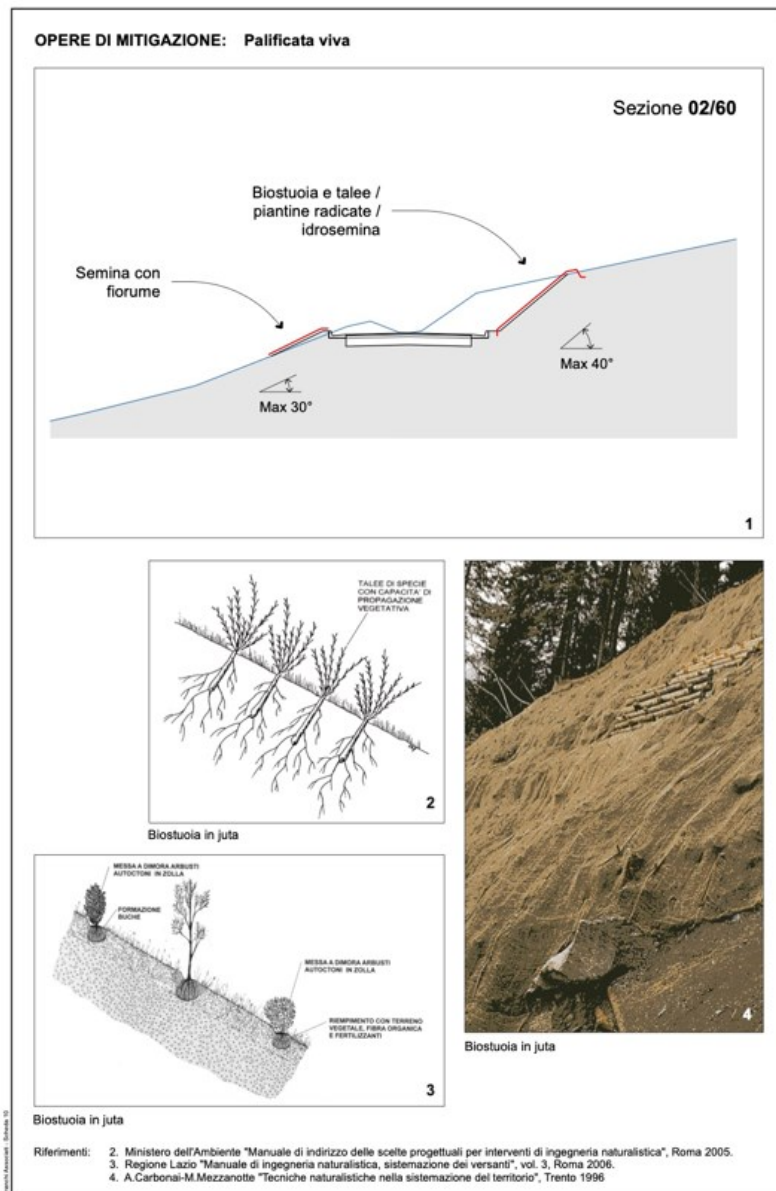 OPERE DI MITIGAZIONE: Palificata viva
Sezione 02/60
Biostuoia e talee /
piantine radicate /
idrosemina
Semina con
fiorume
Max 40°
Max 30°
1
TALEE DI SPECIE
CON CAPACITA' DI
PROPAGAZIONE
VEGETATIVA
2
Biostuoia in juta
MESSA A DIMORA ARBUSTI
AUTOCTONI IN ZOLLA
FORMAZIONE
BUCHE
MESSA A DIMORA ARBUSTI
AUTOCTONI IN ZOLLA
RIEMPIMENTO CON TERRENO
VEGETALE, FIBRA ORGANICA
E FERTILIZZANTI
3
Biostuoia in juta
4
Biostuoia in juta
Riferimenti: 2. Ministero dell'Ambiente "Manuale di indirizzo delle scelte progettuali per interventi di ingegneria naturalistica", Roma 2005.
3. Regione Lazio "Manuale di ingegneria naturalistica, sistemazione dei versanti", vol. 3, Roma 2006.
4. A.Carbonai-M.Mezzanotte "Tecniche naturalistiche nella sistemazione del territorio", Trento 1996
Associati - Scheda 10